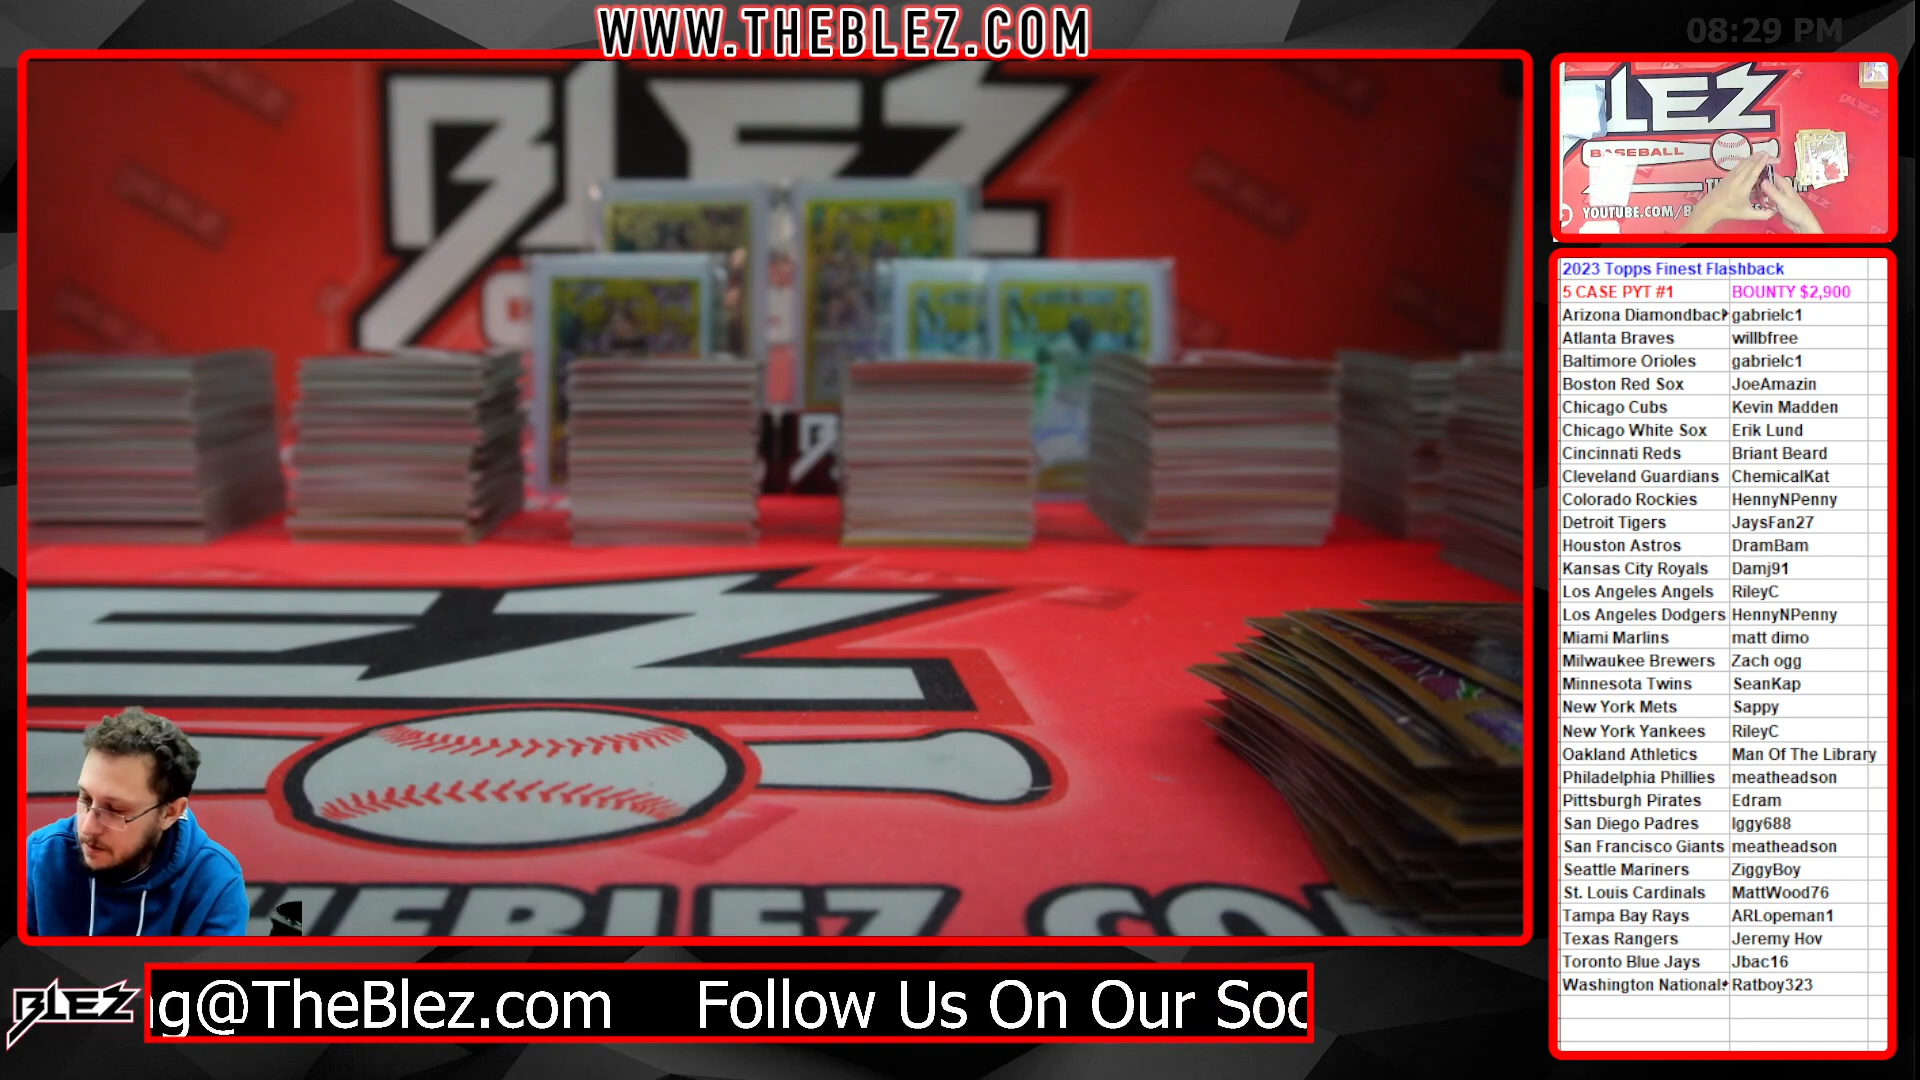 WWW.THEBLEZ.COM
08:29 PM
BLEZ
LEZ
BASEBALL
YOUTUBE.COM/B
2023 Topps Finest Flashback
5 CASE PYT #1 BOUNTY $2,900
Arizona Diamondback gabrielc1
Atlanta Braves willbfree
Baltimore Orioles gabrielc1
Boston Red Sox JoeAmazin
Chicago Cubs Kevin Madden
Chicago White Sox Erik Lund
Cincinnati Reds Briant Beard
Cleveland Guardians ChemicalKat
Colorado Rockies HennyNPenny
Detroit Tigers JaysFan27
Houston Astros DramBam
Kansas City Royals Damj91
Los Angeles Angels RileyC
Los Angeles Dodgers HennyNPenny
Miami Marlins matt dimo
Milwaukee Brewers Zach ogg
Minnesota Twins SeanKap
New York Mets Sappy
New York Yankees RileyC
Oakland Athletics Man Of The Library
Philadelphia Phillies meatheadson
Pittsburgh Pirates Edram
San Diego Padres Iggy688
San Francisco Giants meatheadson
Seattle Mariners ZiggyBoy
St. Louis Cardinals MattWood76
Tampa Bay Rays ARLopeman1
Texas Rangers Jeremy Hov
Toronto Blue Jays Jbac16
Washington Nationals Ratboy323
EZ
THEBLEZ.CO
BLEZ
g@TheBlez.com Follow Us On Our Soc